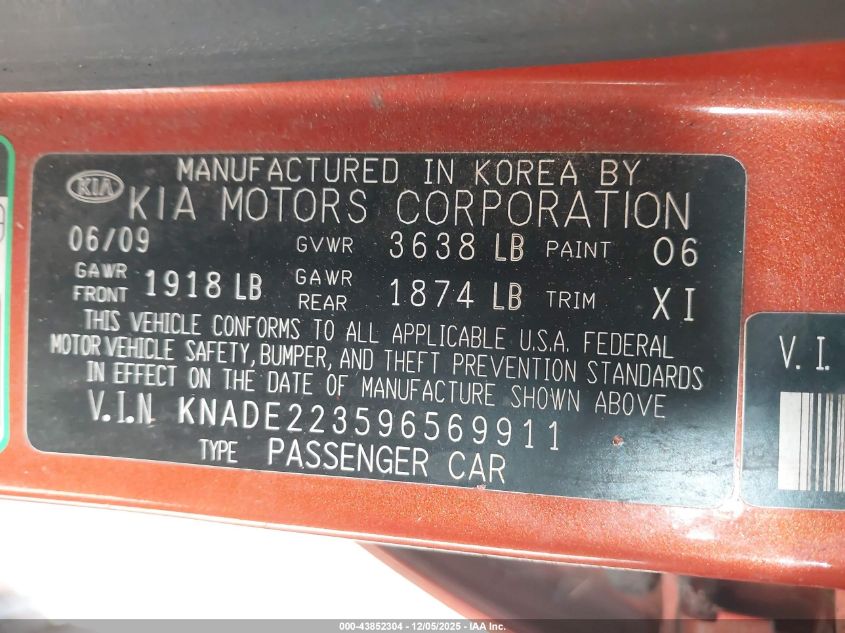 MANUFACTURED IN KOREA BY
KIA
KIA MOTORS CORPORATION
06/09 GVWR 3638 LB PAINT O6
GAWR FRONT 1918 LB GAWR REAR 1874 LB TRIM XI
THIS VEHICLE CONFORMS TO ALL APPLICABLE U.S.A. FEDERAL
MOTOR VEHICLE SAFETY, BUMPER, AND THEFT PREVENTION STANDARDS
IN EFFECT ON THE DATE OF MANUFACTURE SHOWN ABOVE
V.I.N KNADE223596569911
TYPE PASSENGER CAR
V. I.
000-43852304 - 12/05/2025 - IAA Inc.